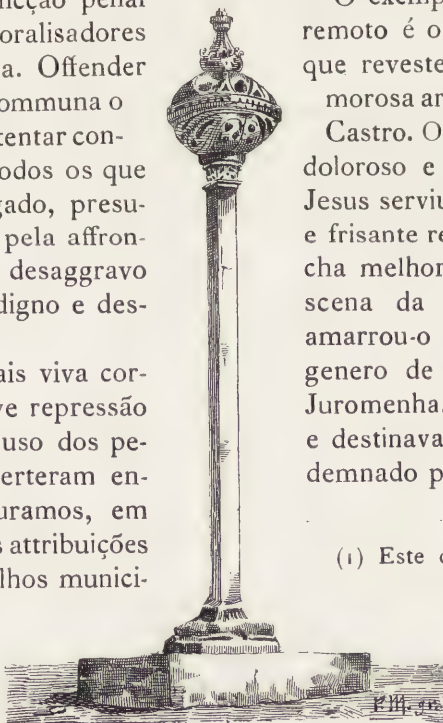 penal
oralisadores
a. Offender
ommuna o
tentar con-
odos os que
gado, presu-
pela affron-
desaggravo
digno e des-
ais viva cor-
ve repressão
uso dos pe-
erteram en-
uramos, em
s attribuições
lhos munici-
O exemp
remoto é o
que reveste
morosa ar
Castro. O
doloroso e
Jesus serviu
e frisante re
cha melhor
scena da
amarrou-o
genero de
Juromenha.
e destinava
demnado p
(1) Este c